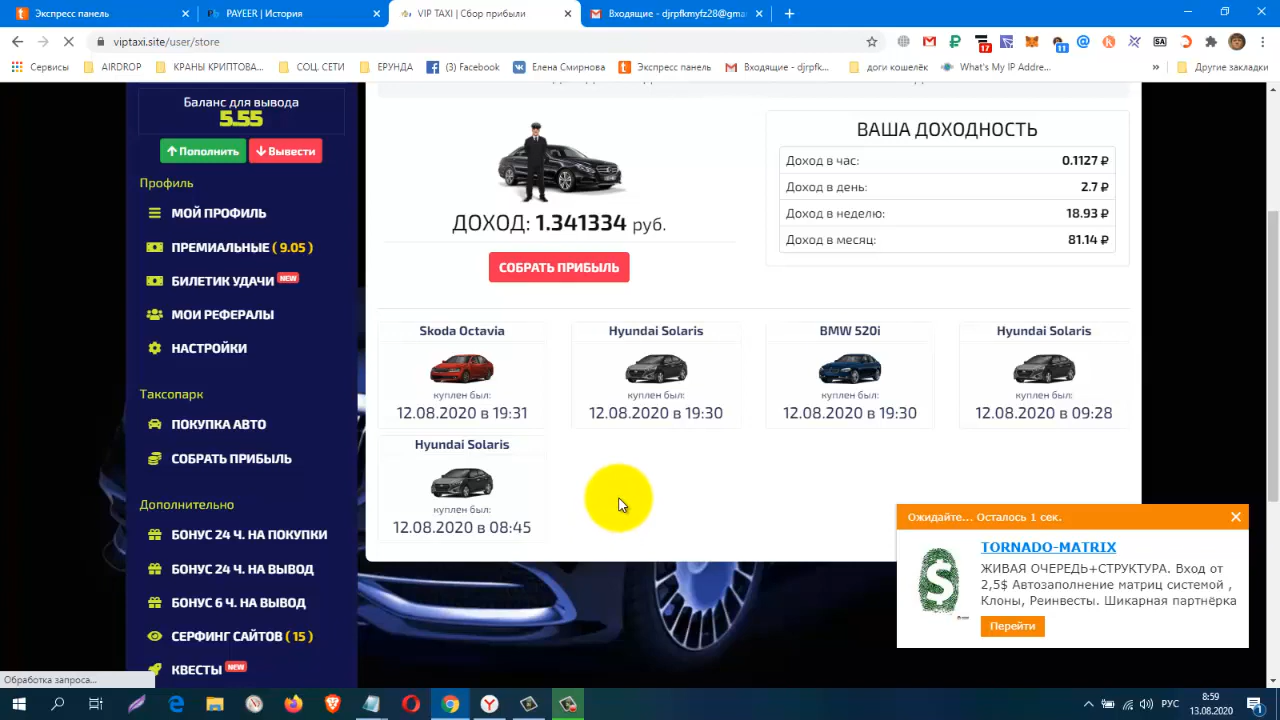 Экспресс панель
PAYEER | История
VIP TAXI | Сбор прибыли
Входящие - djrpfkmyfz28@gma
viptaxi.site/user/store
17
11
SA
Сервисы
AIRDROP
КРАНЫ КРИПТОВА...
СОЦ. СЕТИ
ЕРУНДА
(3) Facebook
Елена Смирнова
Экспресс панель
Входящие - djrpfk...
доги кошелёк
What's My IP Addre...
»
Другие закладки
Баланс для вывода
5.55
Пополнить
Вывести
Профиль
МОЙ ПРОФИЛЬ
ПРЕМИАЛЬНЫЕ ( 9.05 )
БИЛЕТИК УДАЧИ NEW
МОИ РЕФЕРАЛЫ
НАСТРОЙКИ
Таксопарк
ПОКУПКА АВТО
СОБРАТЬ ПРИБЫЛЬ
Дополнительно
БОНУС 24 Ч. НА ПОКУПКИ
БОНУС 24 Ч. НА ВЫВОД
БОНУС 6 Ч. НА ВЫВОД
СЕРФИНГ САЙТОВ ( 15 )
КВЕСТЫ NEW
ДОХОД: 1.341334 руб.
СОБРАТЬ ПРИБЫЛЬ
ВАША ДОХОДНОСТЬ
Доход в час: 0.1127 ₽
Доход в день: 2.7 ₽
Доход в неделю: 18.93 ₽
Доход в месяц: 81.14 ₽
Skoda Octavia
куплен был:
12.08.2020 в 19:31
Hyundai Solaris
куплен был:
12.08.2020 в 19:30
BMW 520i
куплен был:
12.08.2020 в 19:30
Hyundai Solaris
куплен был:
12.08.2020 в 09:28
Hyundai Solaris
куплен был:
12.08.2020 в 08:45
Ожидайте... Осталось 1 сек.
TORNADO-MATRIX
ЖИВАЯ ОЧЕРЕДЬ+СТРУКТУРА. Вход от
2,5$ Автозаполнение матриц системой ,
Клоны, Реинвесты. Шикарная партнёрка
Перейти
Обработка запроса...
РУС
8:59
13.08.2020